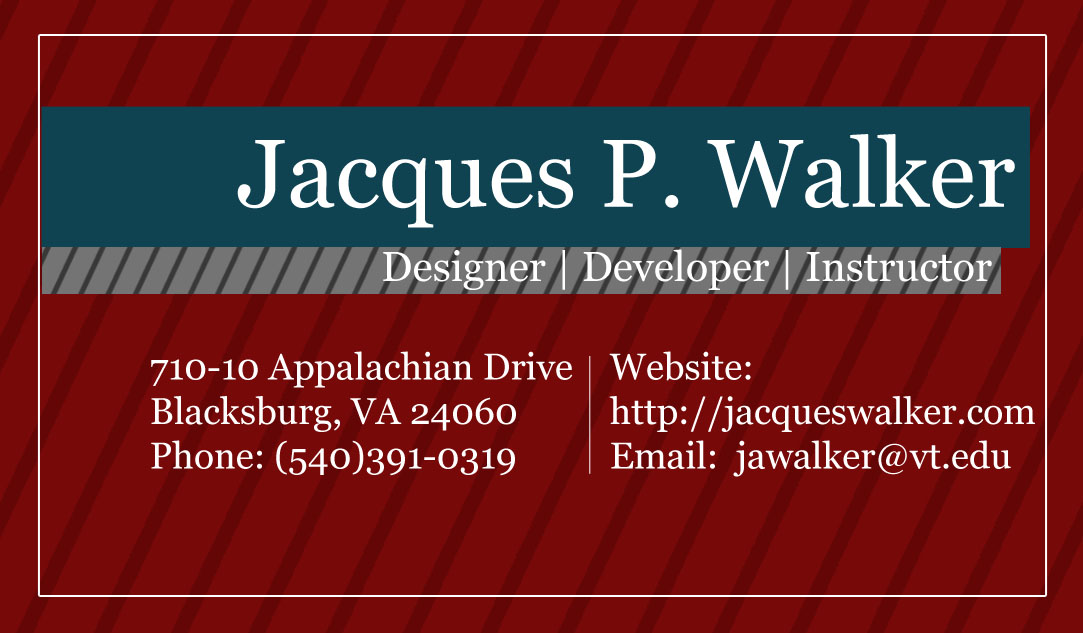 Jacques P. Walker
Designer | Developer | Instructor
710-10 Appalachian Drive
Blacksburg, VA 24060
Phone: (540)391-0319
Website:
http://jacqueswalker.com
Email: jawalker@vt.edu